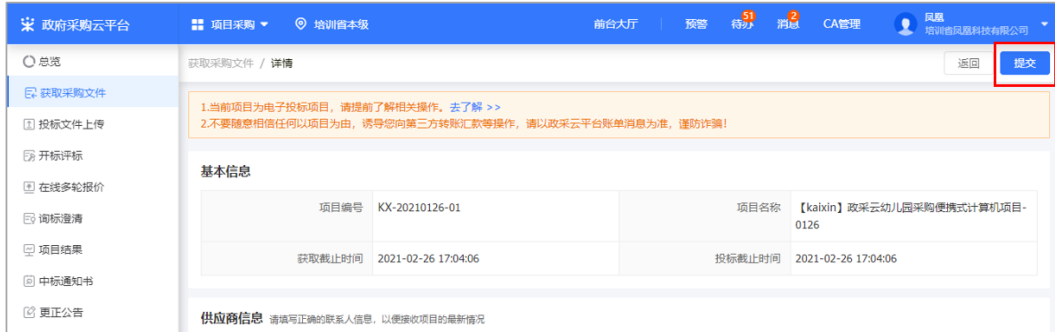 政府采购云平台
项目采购
培训省本级
前台大厅
预警
待办
51
消息
2
CA管理
凤凰
培训省凤凰科技有限公司
总览
获取采购文件
投标文件上传
开标评标
在线多轮报价
询标澄清
项目结果
中标通知书
更正公告
获取采购文件 / 详情
返回
提交
1.当前项目为电子投标项目，请提前了解相关操作。去了解 >>
2.不要随意相信任何以项目为由，诱导您向第三方转账汇款等操作，请以政采云平台账单消息为准，谨防诈骗！
基本信息
项目编号
KX-20210126-01
项目名称
【kaixin】政采云幼儿园采购便携式计算机项目-
0126
获取截止时间
2021-02-26 17:04:06
投标截止时间
2021-02-26 17:04:06
供应商信息 请填写正确的联系人信息，以便接收项目的最新情况